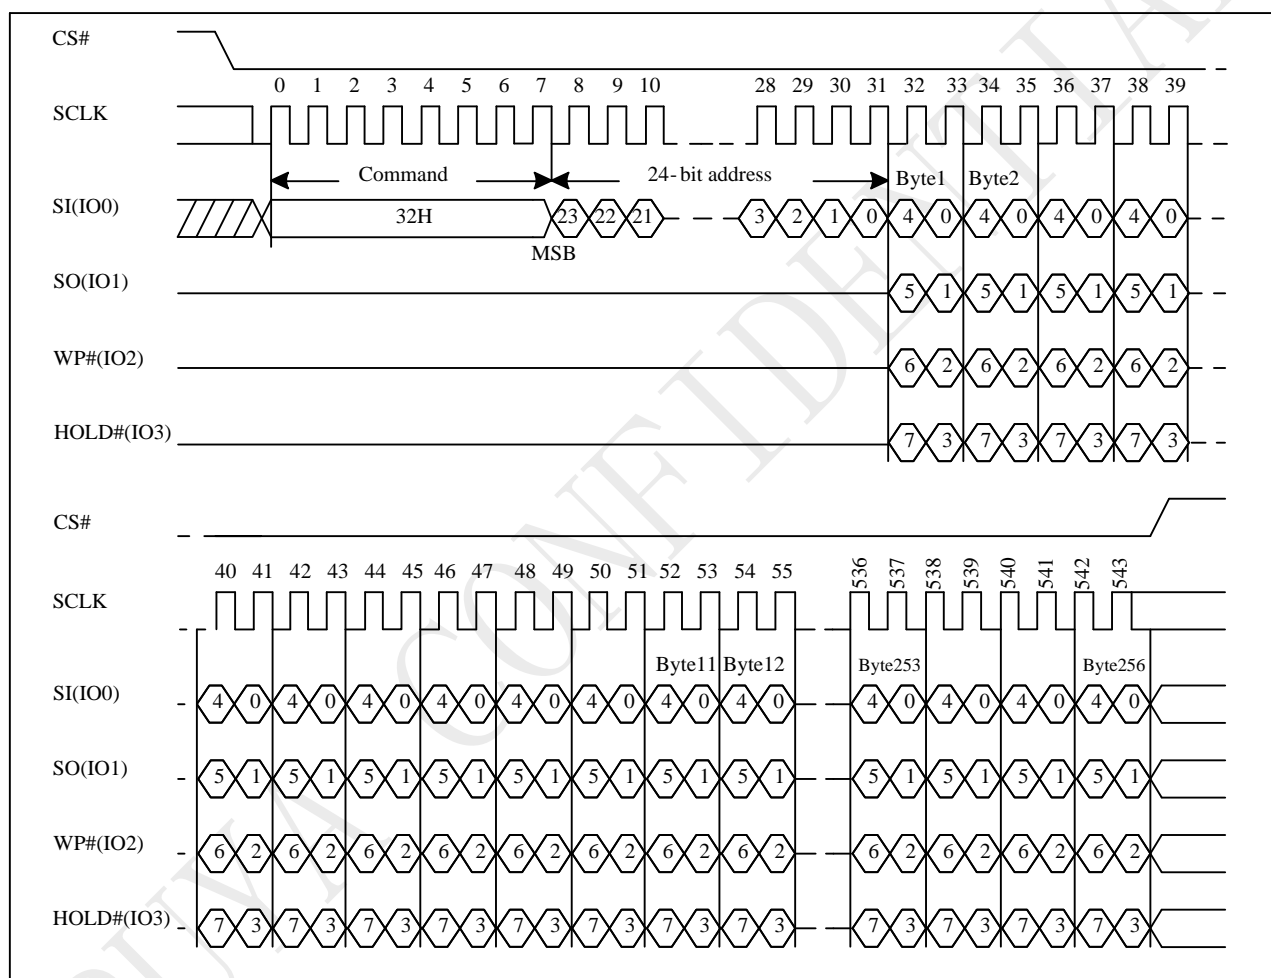 CS#
0 1 2 3 4 5 6 7 8 9 10 28 29 30 31 32 33 34 35 36 37 38 39
SCLK
Command 24-bit address Byte1 Byte2
SI(IO0) 32H 23 22 21 3 2 1 0 4 0 4 0 4 0 4 0
MSB
SO(IO1) 5 1 5 1 5 1 5 1
WP#(IO2) 6 2 6 2 6 2 6 2
HOLD#(IO3) 7 3 7 3 7 3 7 3
CS#
40 41 42 43 44 45 46 47 48 49 50 51 52 53 54 55 536 537 538 539 540 541 542 543
SCLK
Byte11 Byte12 Byte253 Byte256
SI(IO0) 4 0 4 0 4 0 4 0 4 0 4 0 4 0 4 0 4 0 4 0 4 0 4 0
SO(IO1) 5 1 5 1 5 1 5 1 5 1 5 1 5 1 5 1 5 1 5 1 5 1 5 1
WP#(IO2) 6 2 6 2 6 2 6 2 6 2 6 2 6 2 6 2 6 2 6 2 6 2 6 2
HOLD#(IO3) 7 3 7 3 7 3 7 3 7 3 7 3 7 3 7 3 7 3 7 3 7 3 7 3
PUYA CONFIDENTIAL